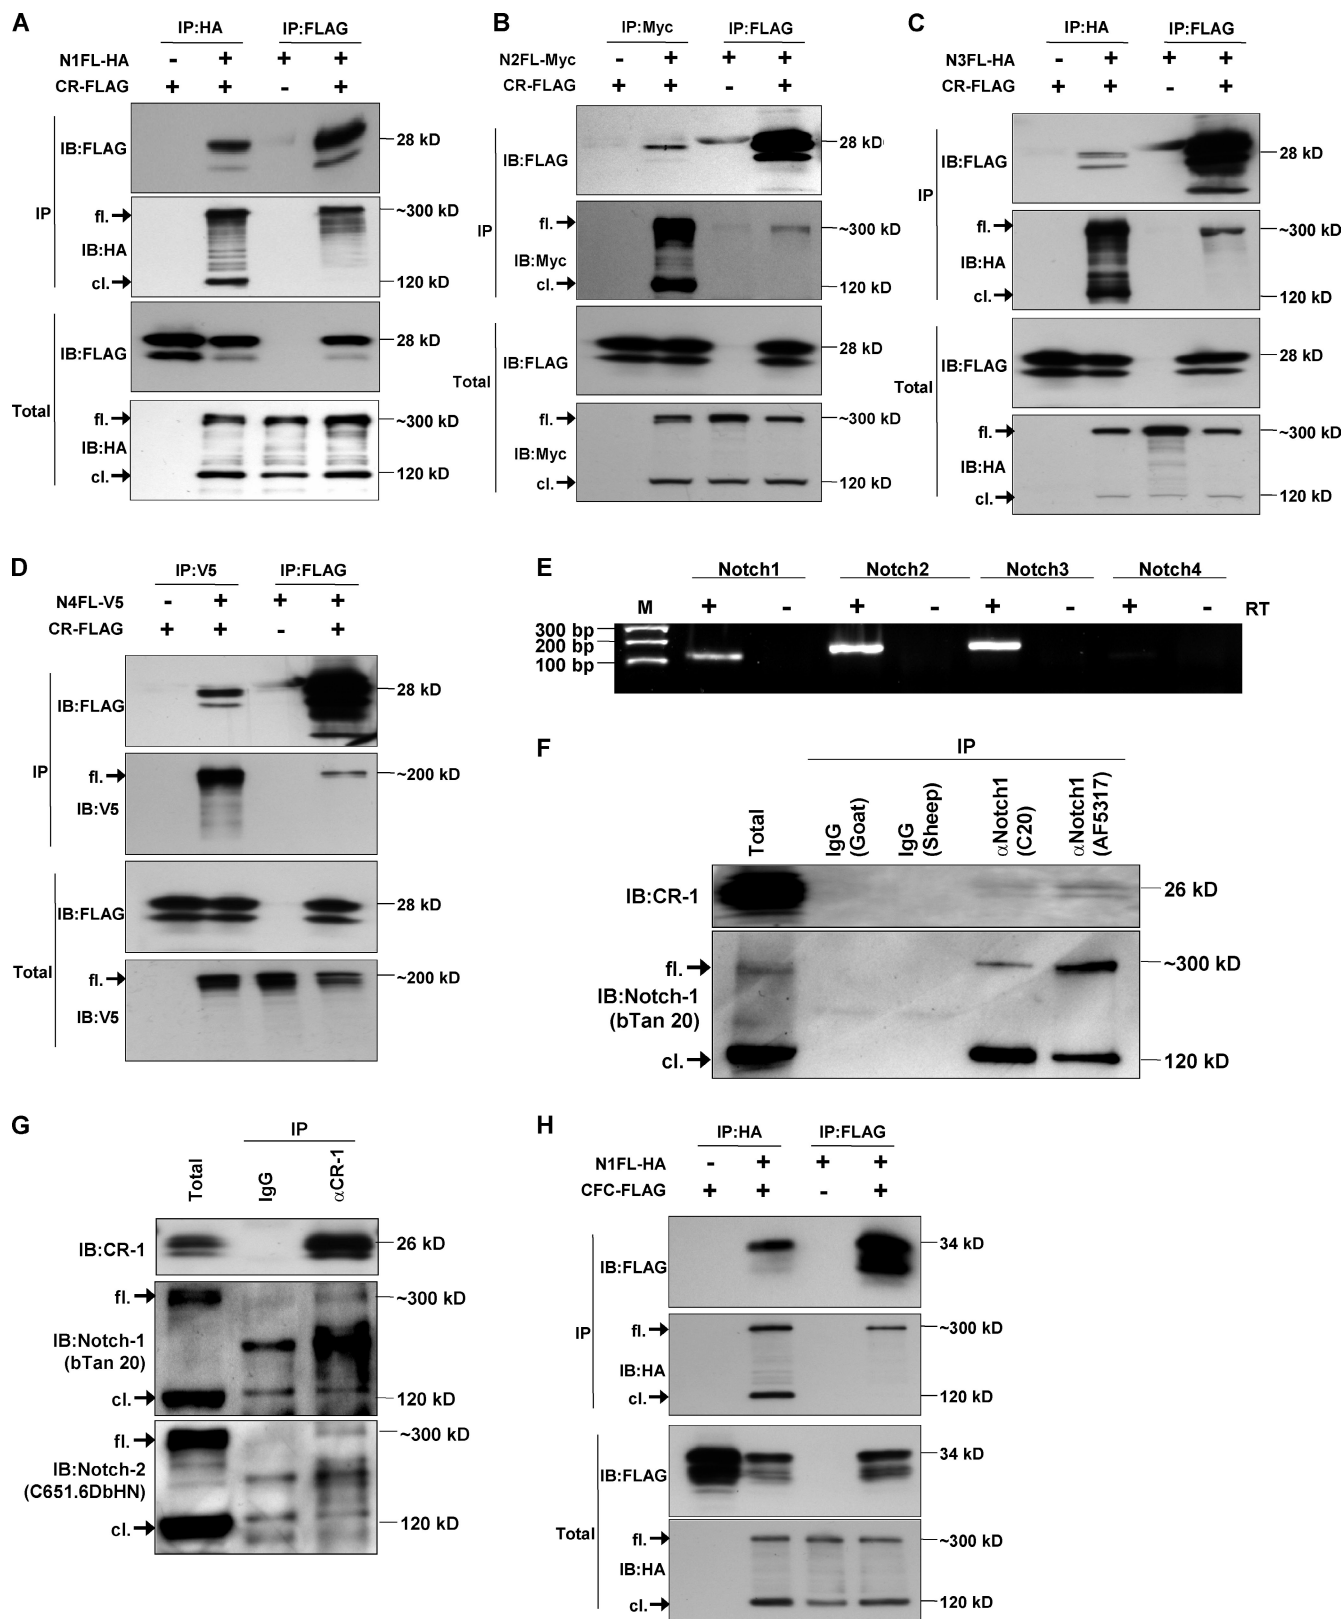 A
IP:HA IP:FLAG
N1FL-HA - + + +
CR-FLAG + + - +
IP
IB:FLAG 28 kD
fl. ~300 kD
IB:HA
cl. 120 kD
Total
IB:FLAG 28 kD
fl. ~300 kD
IB:HA
cl. 120 kD
B
IP:Myc IP:FLAG
N2FL-Myc - + + +
CR-FLAG + + - +
IP
IB:FLAG 28 kD
fl. ~300 kD
IB:Myc
cl. 120 kD
Total
IB:FLAG 28 kD
fl. ~300 kD
IB:Myc
cl. 120 kD
C
IP:HA IP:FLAG
N3FL-HA - + + +
CR-FLAG + + - +
IP
IB:FLAG 28 kD
fl. ~300 kD
IB:HA
cl. 120 kD
Total
IB:FLAG 28 kD
fl. ~300 kD
IB:HA
cl. 120 kD
D
IP:V5 IP:FLAG
N4FL-V5 - + + +
CR-FLAG + + - +
IP
IB:FLAG 28 kD
fl. ~200 kD
IB:V5
Total
IB:FLAG 28 kD
fl. ~200 kD
IB:V5
E
Notch1 Notch2 Notch3 Notch4
M + - + - + - + - RT
300 bp
200 bp
100 bp
F
IP
Total
IgG (Goat)
IgG (Sheep)
αNotch1 (C20)
αNotch1 (AF5317)
IB:CR-1 26 kD
fl. ~300 kD
IB:Notch-1
(bTan 20)
cl. 120 kD
G
IP
Total
IgG
αCR-1
IB:CR-1 26 kD
fl. ~300 kD
IB:Notch-1
(bTan 20)
cl. 120 kD
fl. ~300 kD
IB:Notch-2
(C651.6DbHN)
cl. 120 kD
H
IP:HA IP:FLAG
N1FL-HA - + + +
CFC-FLAG + + - +
IP
IB:FLAG 34 kD
fl. ~300 kD
IB:HA
cl. 120 kD
Total
IB:FLAG 34 kD
fl. ~300 kD
IB:HA
cl. 120 kD